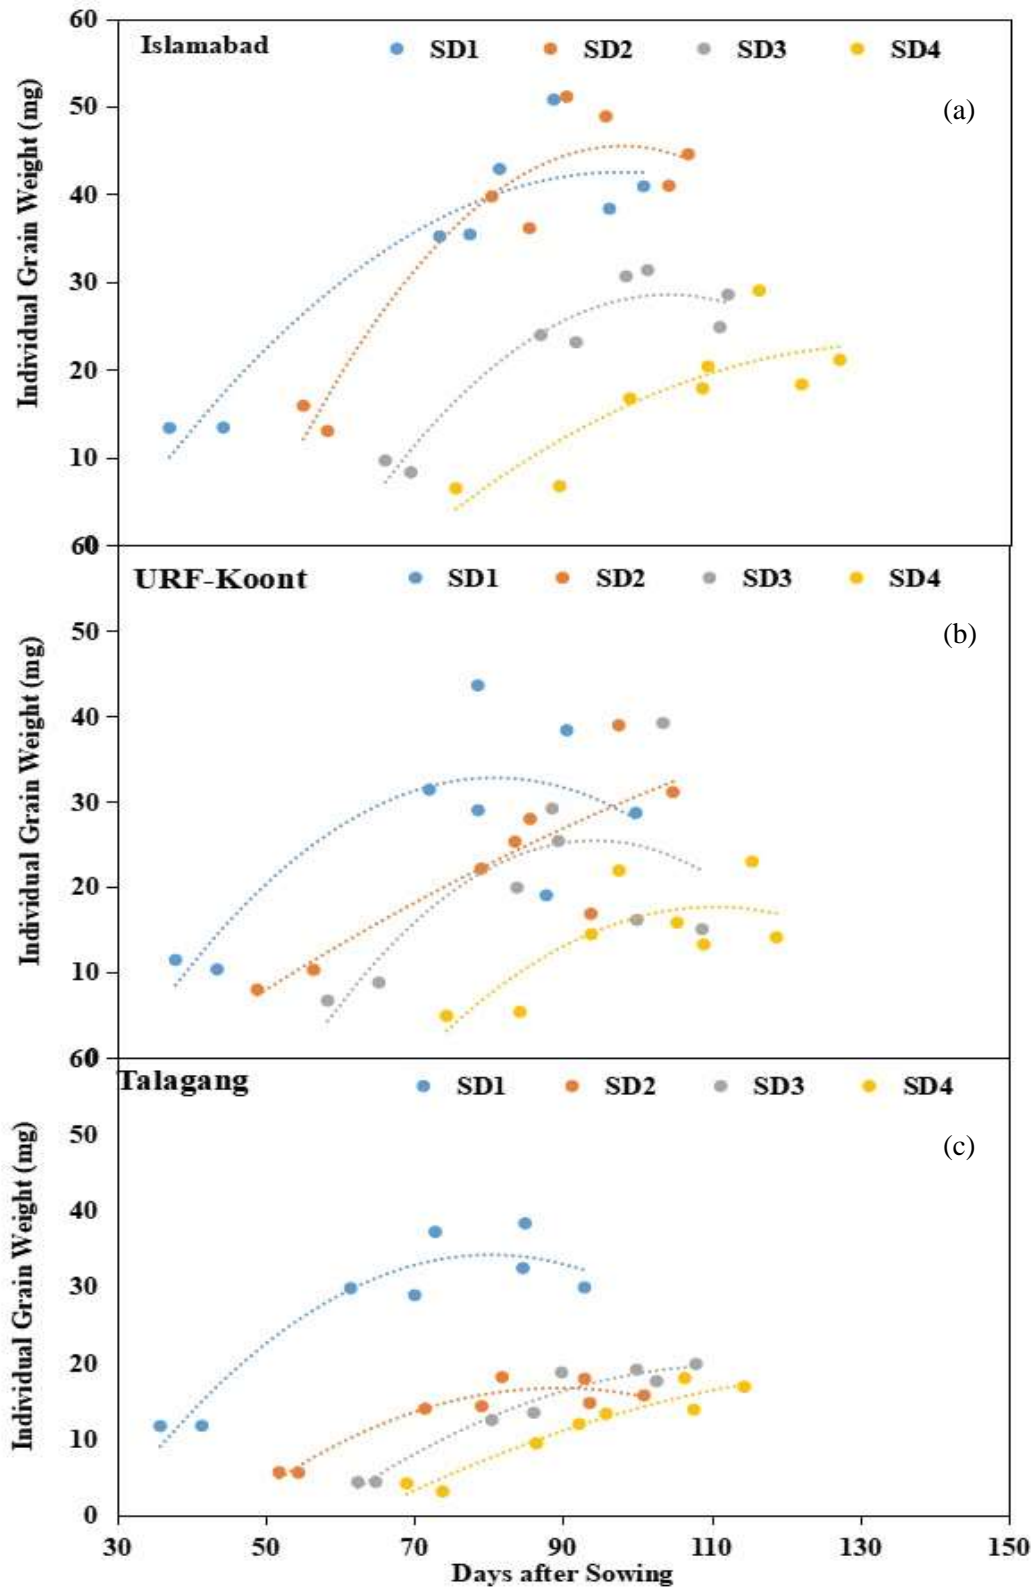 60
Islamabad SD1 SD2 SD3 SD4
50
(a)
40
30
20
10
0
Individual Grain Weight (mg)
60
URF-Koont SD1 SD2 SD3 SD4
50
(b)
40
30
20
10
0
Individual Grain Weight (mg)
60
Talagang SD1 SD2 SD3 SD4
50
(c)
40
30
20
10
0
Individual Grain Weight (mg)
30 50 70 90 110 130 150
Days after Sowing